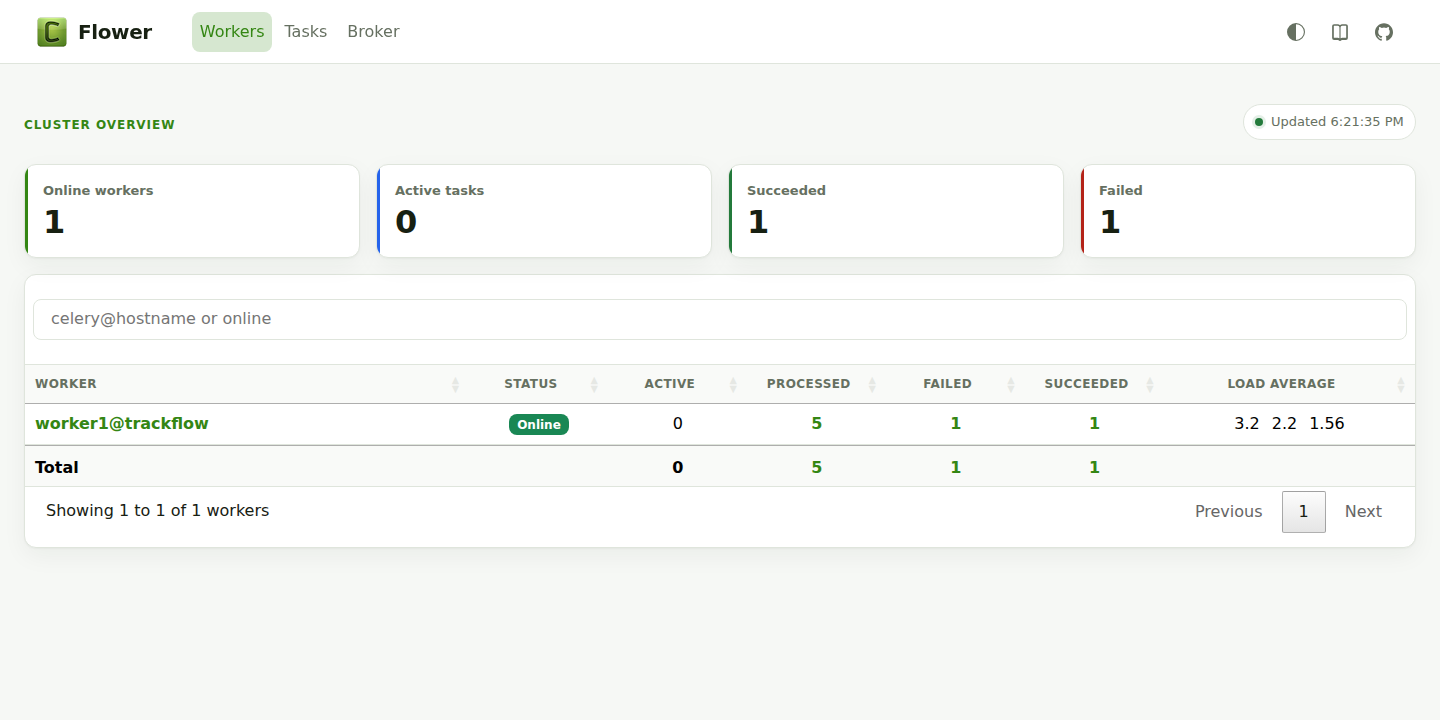 Flower
Workers Tasks Broker
CLUSTER OVERVIEW
Updated 6:21:35 PM
Online workers
1
Active tasks
0
Succeeded
1
Failed
1
celery@hostname or online
WORKER STATUS ACTIVE PROCESSED FAILED SUCCEEDED LOAD AVERAGE
worker1@trackflow Online 0 5 1 1 3.2 2.2 1.56
Total 0 5 1 1
Showing 1 to 1 of 1 workers
Previous 1 Next